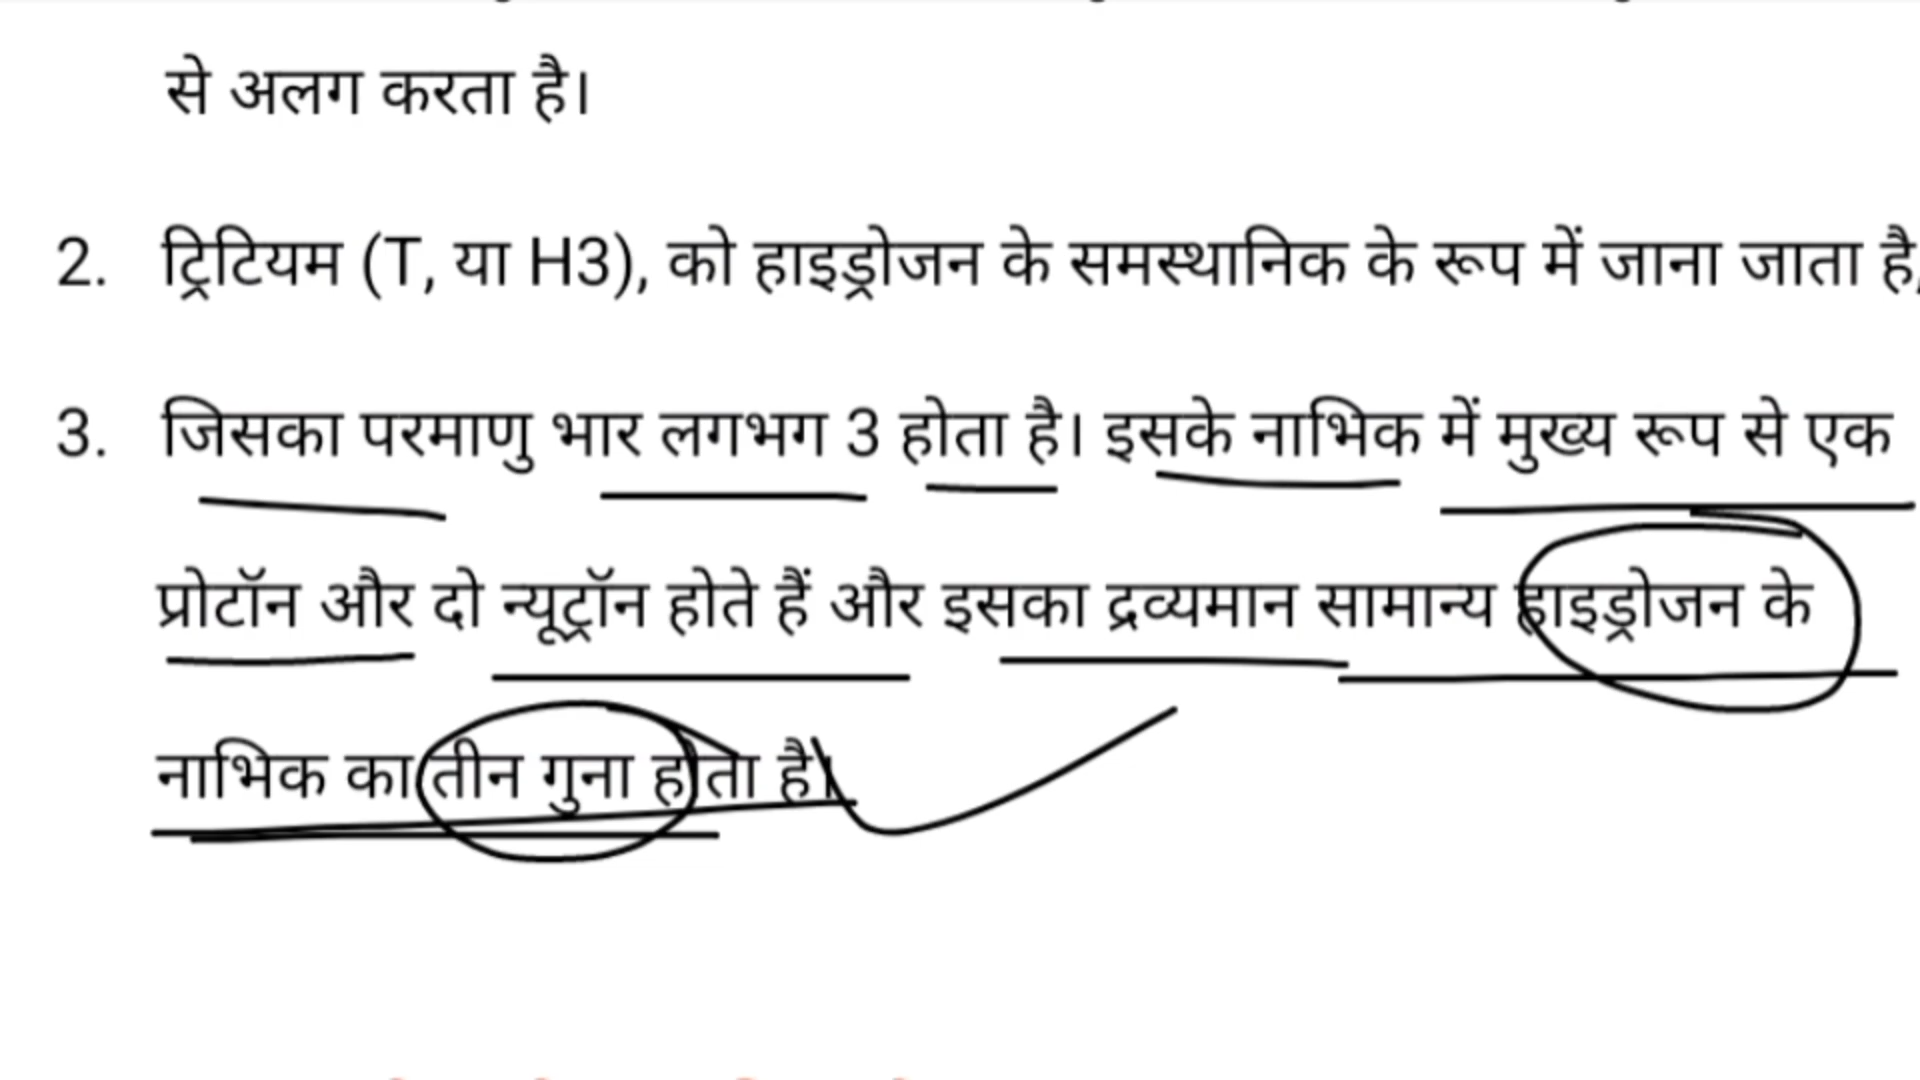 से अलग करता है।
2. ट्रिटियम (T, या H3), को हाइड्रोजन के समस्थानिक के रूप में जाना जाता है,
3. जिसका परमाणु भार लगभग 3 होता है। इसके नाभिक में मुख्य रूप से एक
प्रोटॉन और दो न्यूट्रॉन होते हैं और इसका द्रव्यमान सामान्य हाइड्रोजन के
नाभिक का तीन गुना होता है।